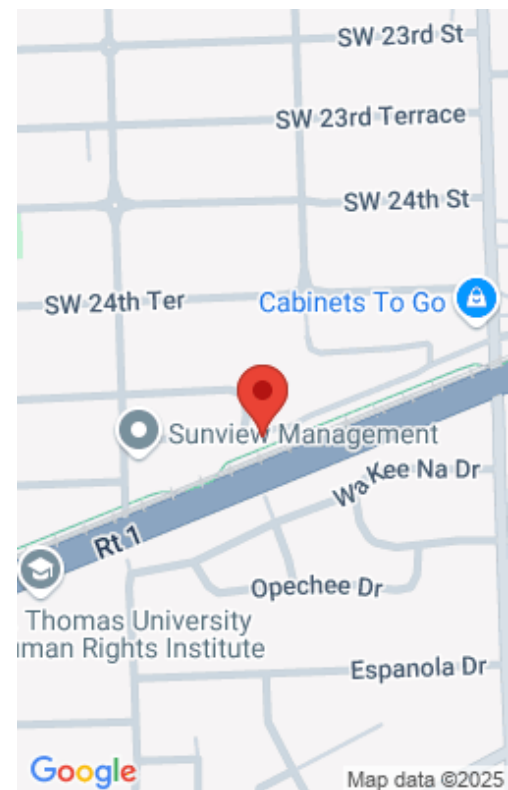 SW 23rd St
SW 23rd Terrace
SW 24th St
SW 24th Ter
Cabinets To Go
Sunview Management
Wa Kee Na Dr
Rt 1
Opechee Dr
Thomas University
uman Rights Institute
Espanola Dr
Google
Map data ©2025